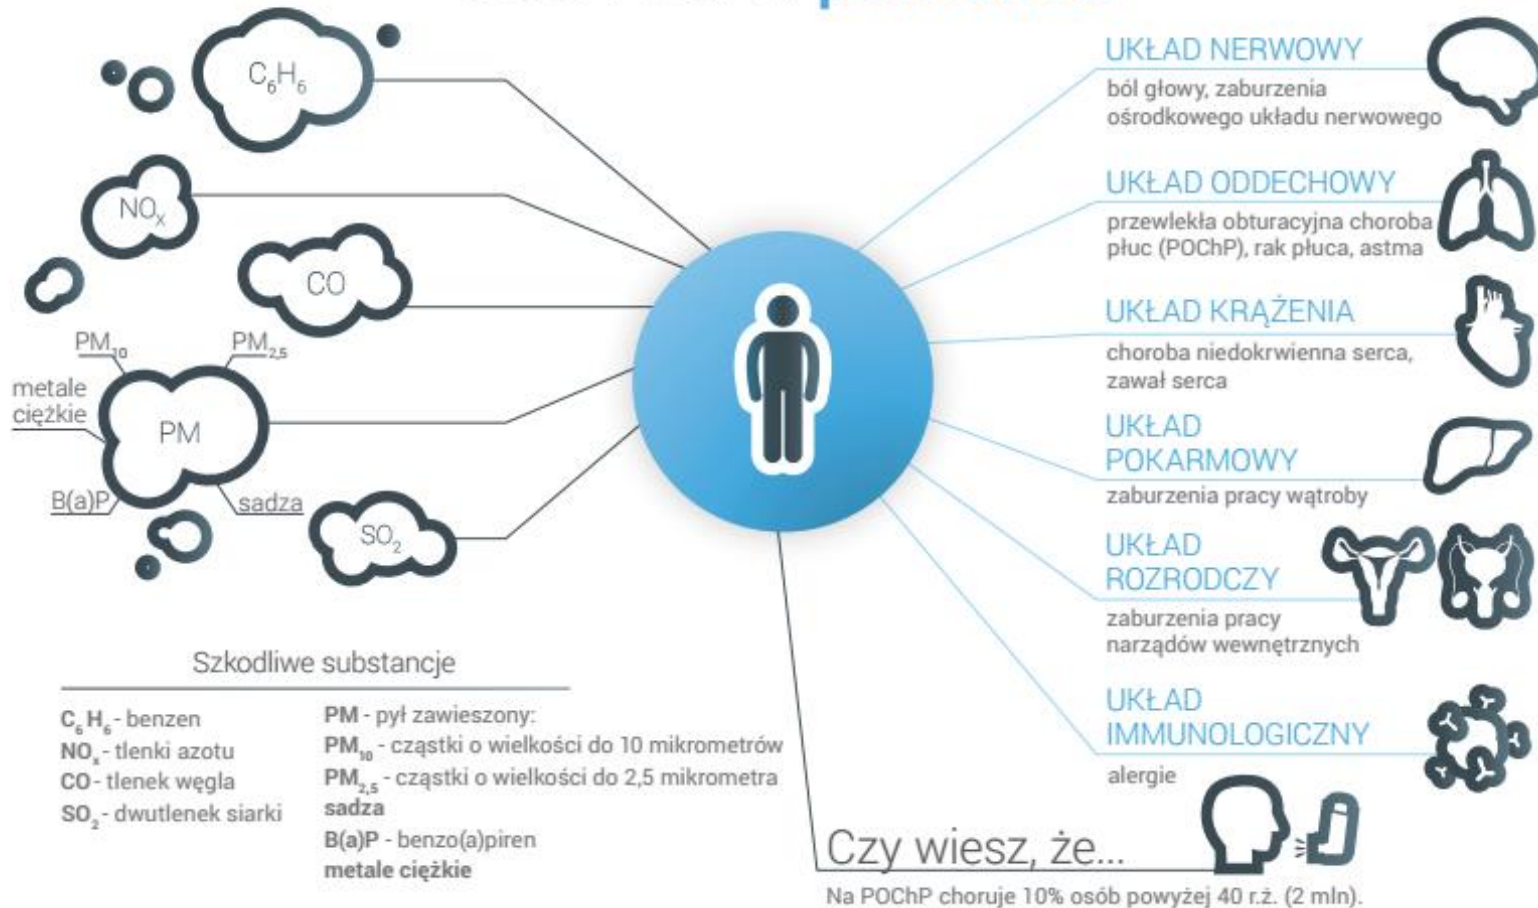 C₆H₆
NOₓ
CO
PM₁₀
PM₂,₅
metale
ciężkie
PM
B(a)P
sadza
SO₂
Szkodliwe substancje
C₆H₆ - benzen
NOₓ - tlenki azotu
CO - tlenek węgla
SO₂ - dwutlenek siarki
PM - pył zawieszony:
PM₁₀ - cząstki o wielkości do 10 mikrometrów
PM₂,₅ - cząstki o wielkości do 2,5 mikrometra
sadza
B(a)P - benzo(a)piren
metale ciężkie
UKŁAD NERWOWY
ból głowy, zaburzenia
ośrodkowego układu nerwowego
UKŁAD ODDECHOWY
przewlekła obturacyjna choroba
płuc (POChP), rak płuca, astma
UKŁAD KRĄŻENIA
choroba niedokrwienna serca,
zawał serca
UKŁAD
POKARMOWY
zaburzenia pracy wątroby
UKŁAD
ROZRODCZY
zaburzenia pracy
narządów wewnętrznych
UKŁAD
IMMUNOLOGICZNY
alergie
Czy wiesz, że...
Na POChP choruje 10% osób powyżej 40 r.ż. (2 mln).